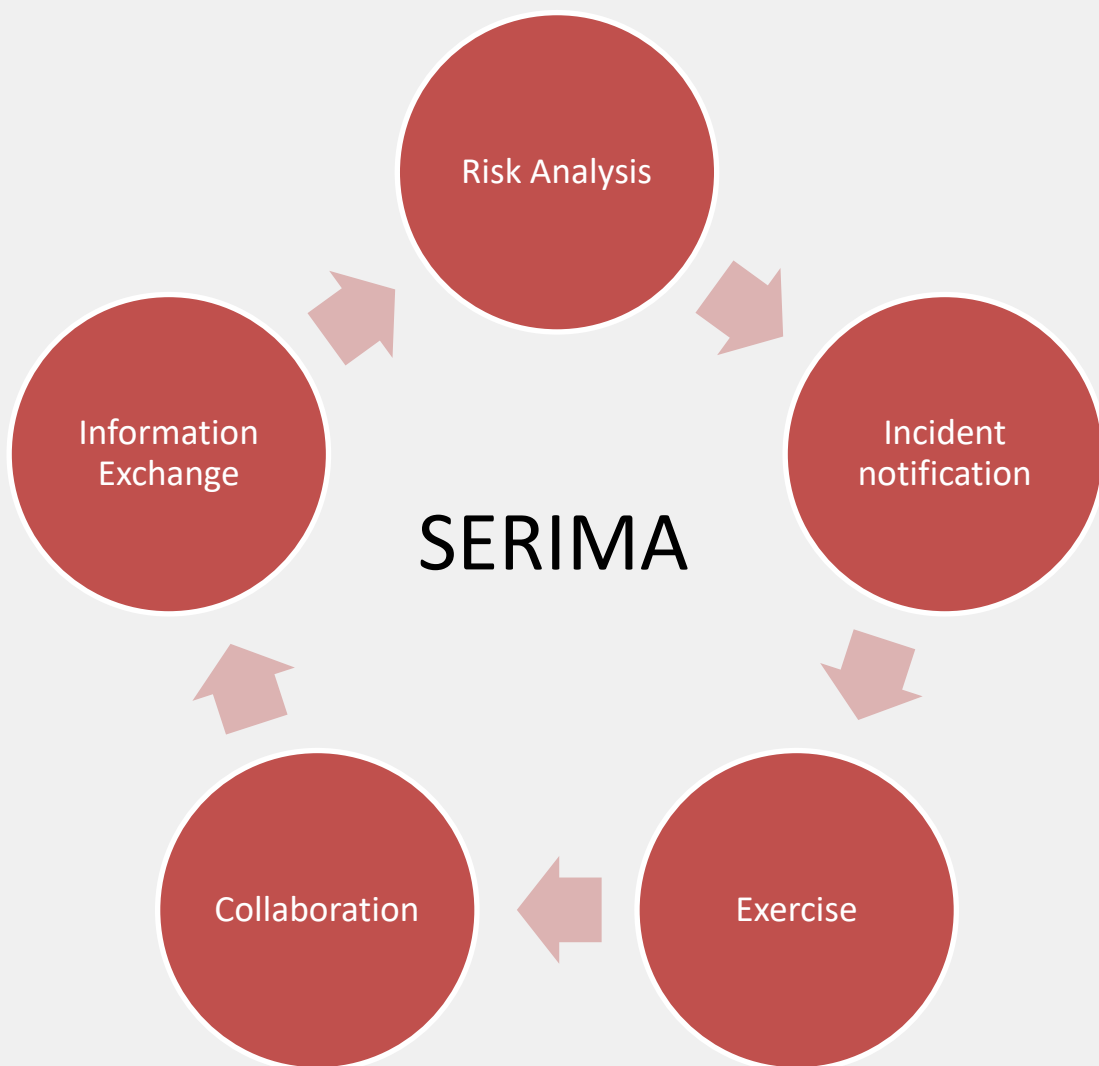 Risk Analysis
Incident
notification
Exercise
Collaboration
Information
Exchange
SERIMA